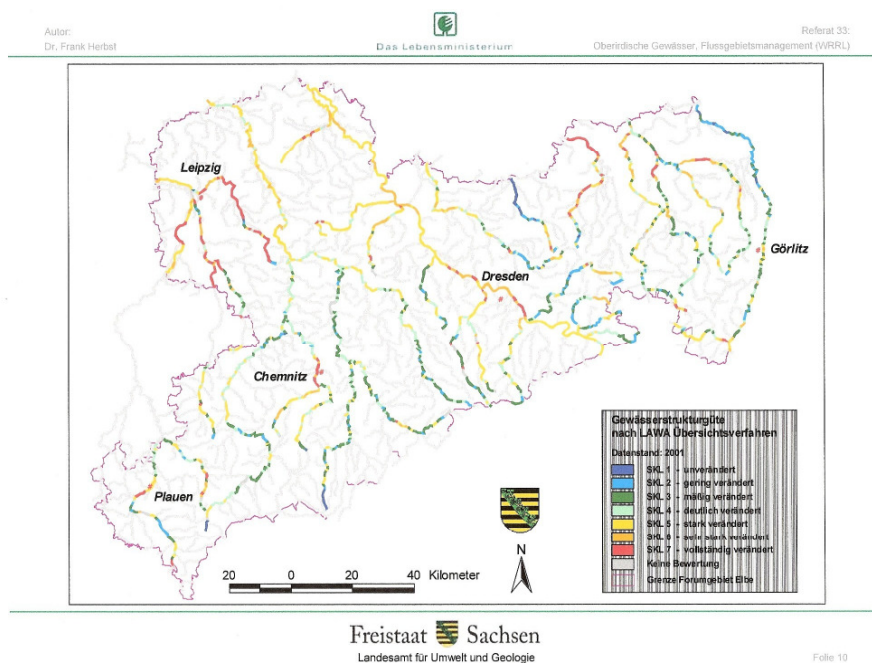 Autor:
Dr. Frank Herbst
Das Lebensministerium
Referat 33:
Oberirdische Gewässer, Flussgebietsmanagement (WRRL)
Leipzig
Görlitz
Dresden
Chemnitz
Plauen
Gewässerstrukturgüte
nach LAWA Übersichtsverfahren
Datenstand: 2001
SKL 1 - unverändert
SKL 2 - gering verändert
SKL 3 - mäßig verändert
SKL 4 - deutlich verändert
SKL 5 - stark verändert
SKL 6 - sehr stark verändert
SKL 7 - vollständig verändert
Keine Bewertung
Grenze Forumgebiet Elbe
N
20 0 20 40 Kilometer
Freistaat Sachsen
Landesamt für Umwelt und Geologie
Folie 10